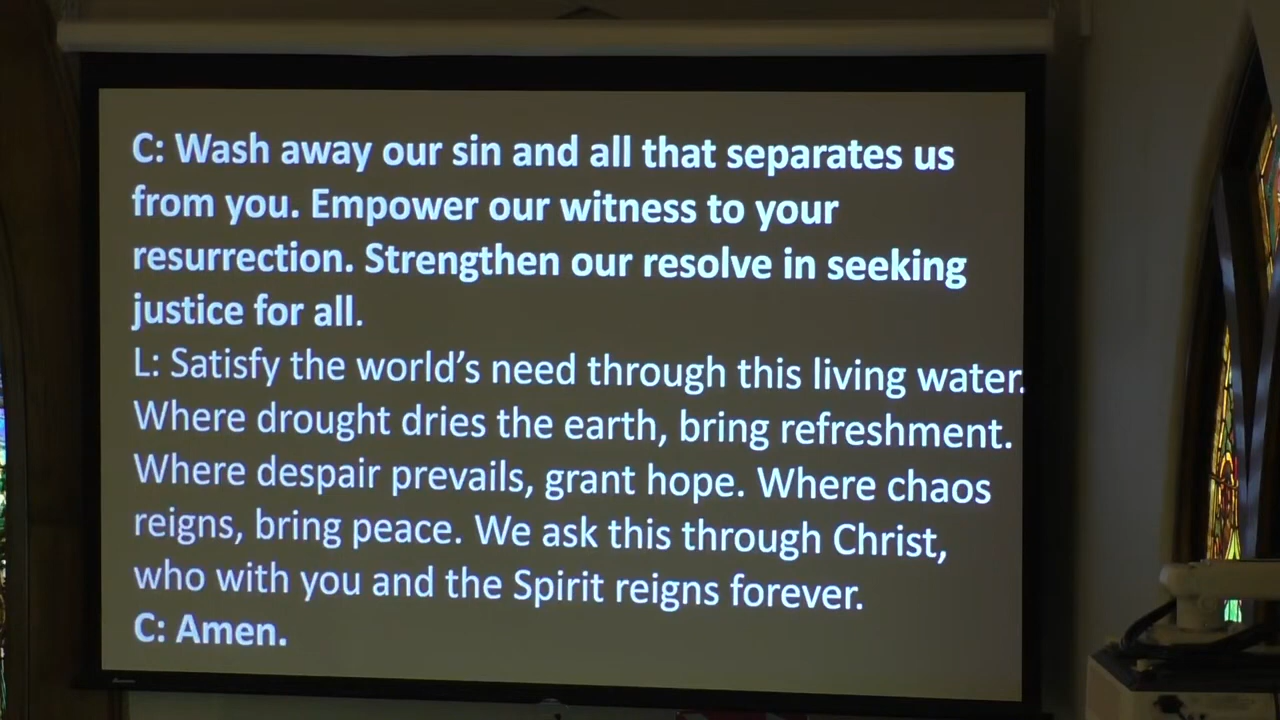 C: Wash away our sin and all that separates us
from you. Empower our witness to your
resurrection. Strengthen our resolve in seeking
justice for all.
L: Satisfy the world’s need through this living water.
Where drought dries the earth, bring refreshment.
Where despair prevails, grant hope. Where chaos
reigns, bring peace. We ask this through Christ,
who with you and the Spirit reigns forever.
C: Amen.